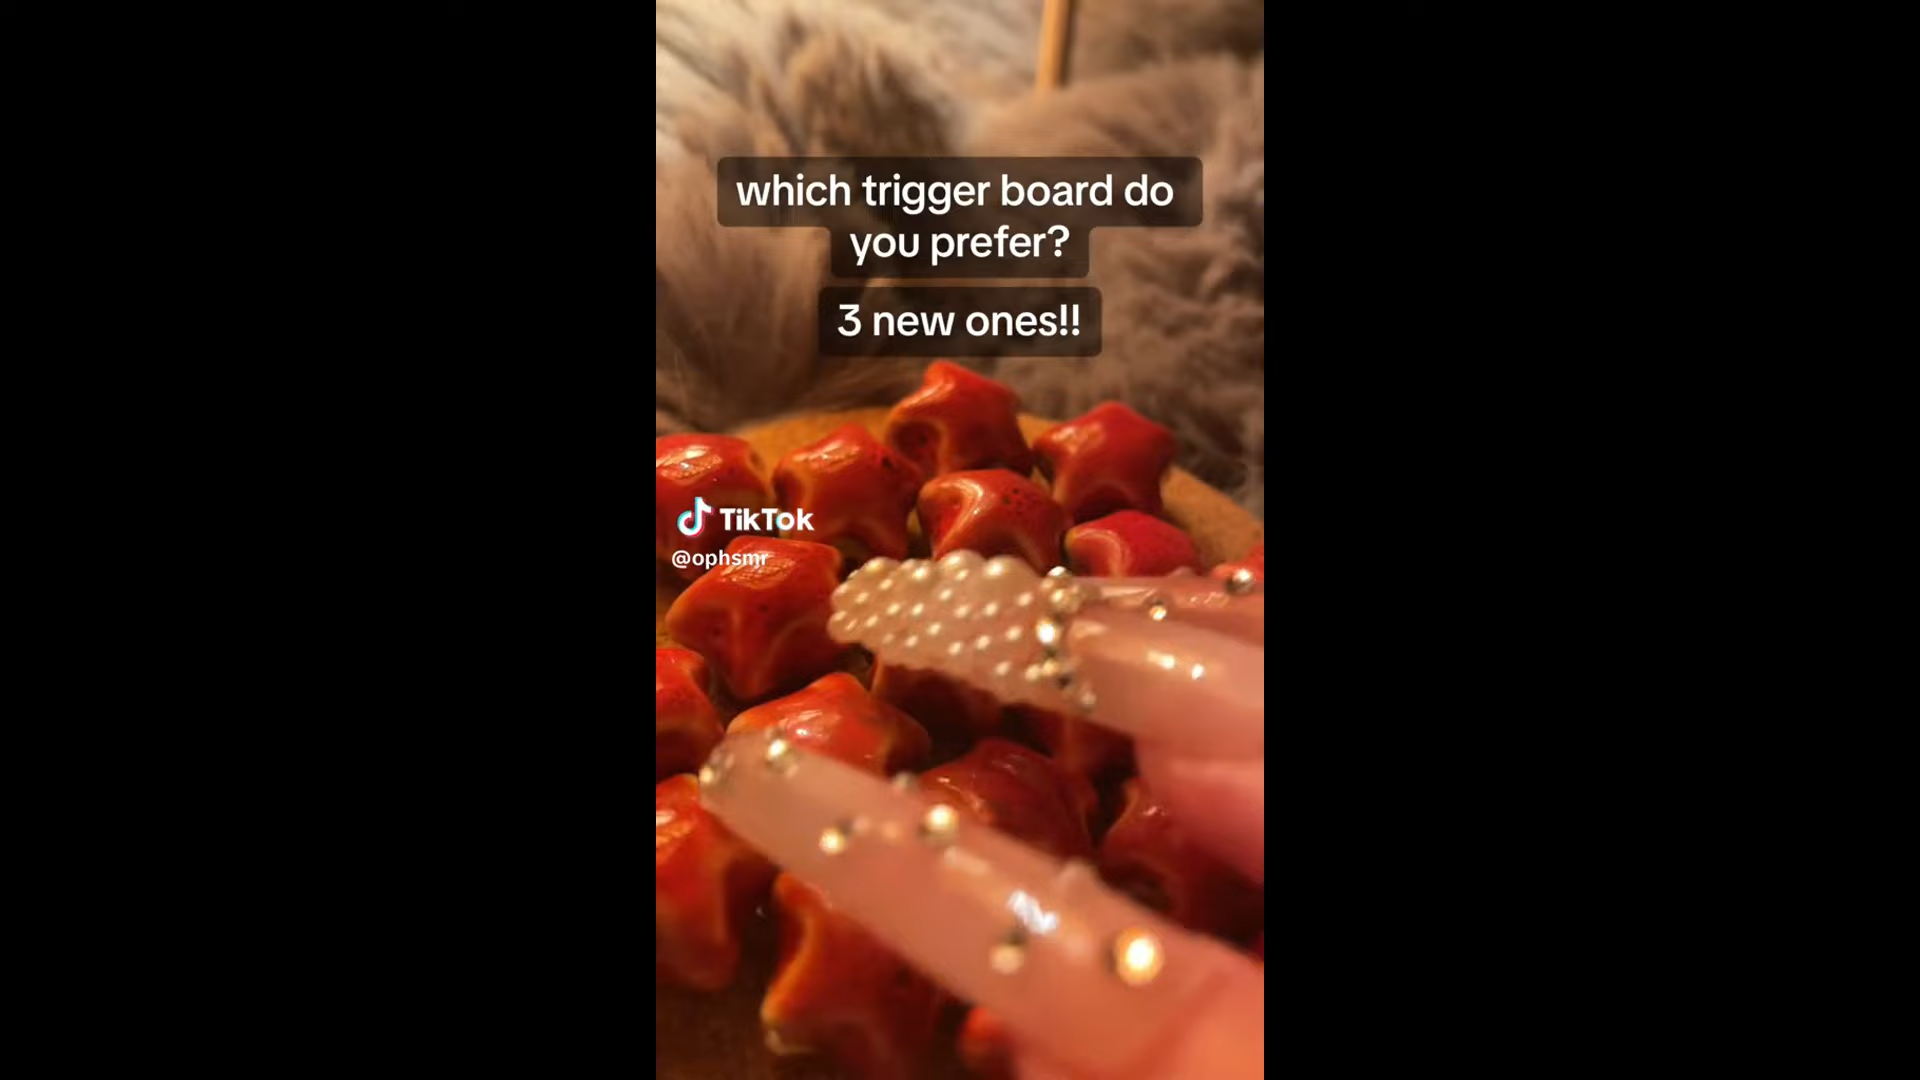 which trigger board do
you prefer?
3 new ones!!
TikTok
@ophsmr